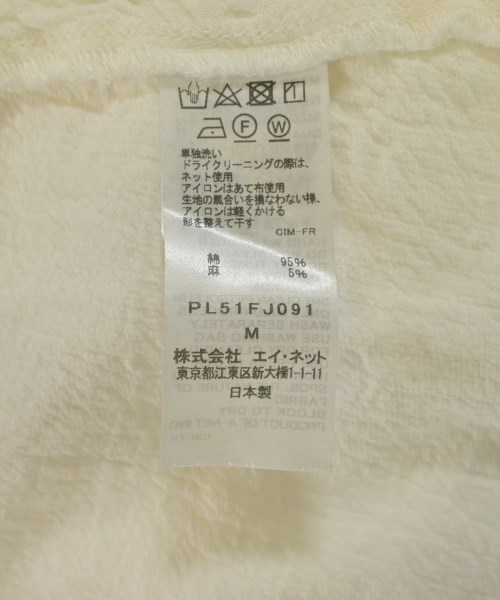 単独洗い
ドライクリーニングの際は、
ネット使用
アイロンはあて布使用
生地の風合いを損なわない様、
アイロンは軽くかける
形を整えて干す
CIM-FR
綿 95%
麻 5%
PL51FJ091
M
株式会社 エイ・ネット
東京都江東区新大橋1-1-11
日本製